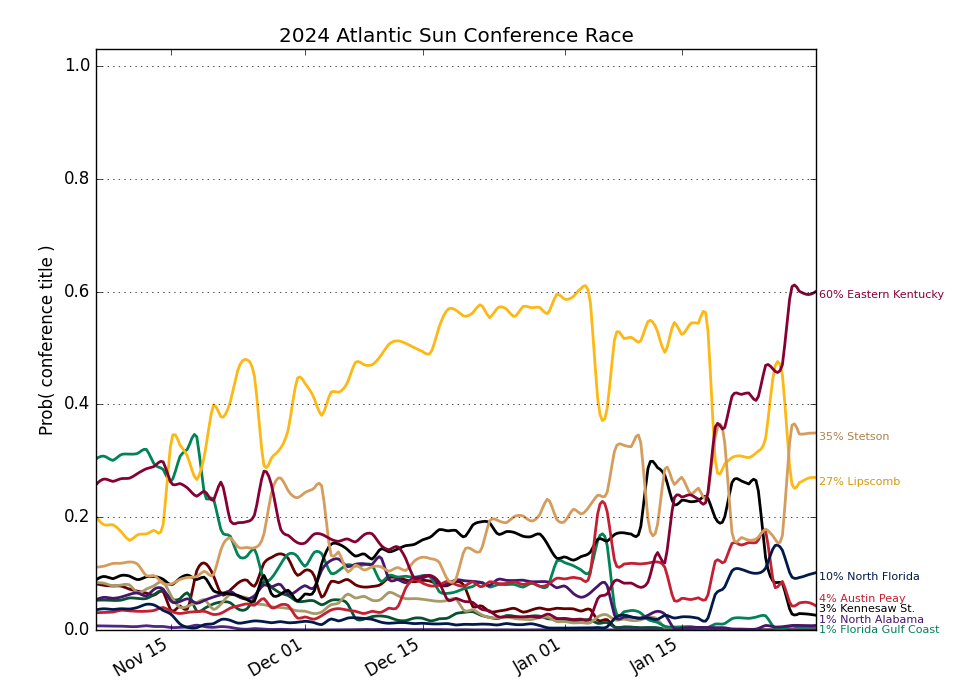 2024 Atlantic Sun Conference Race
Prob( conference title )
1.0
0.8
0.6
0.4
0.2
0.0
Nov 15
Dec 01
Dec 15
Jan 01
Jan 15
60% Eastern Kentucky
35% Stetson
27% Lipscomb
10% North Florida
4% Austin Peay
3% Kennesaw St.
1% North Alabama
1% Florida Gulf Coast